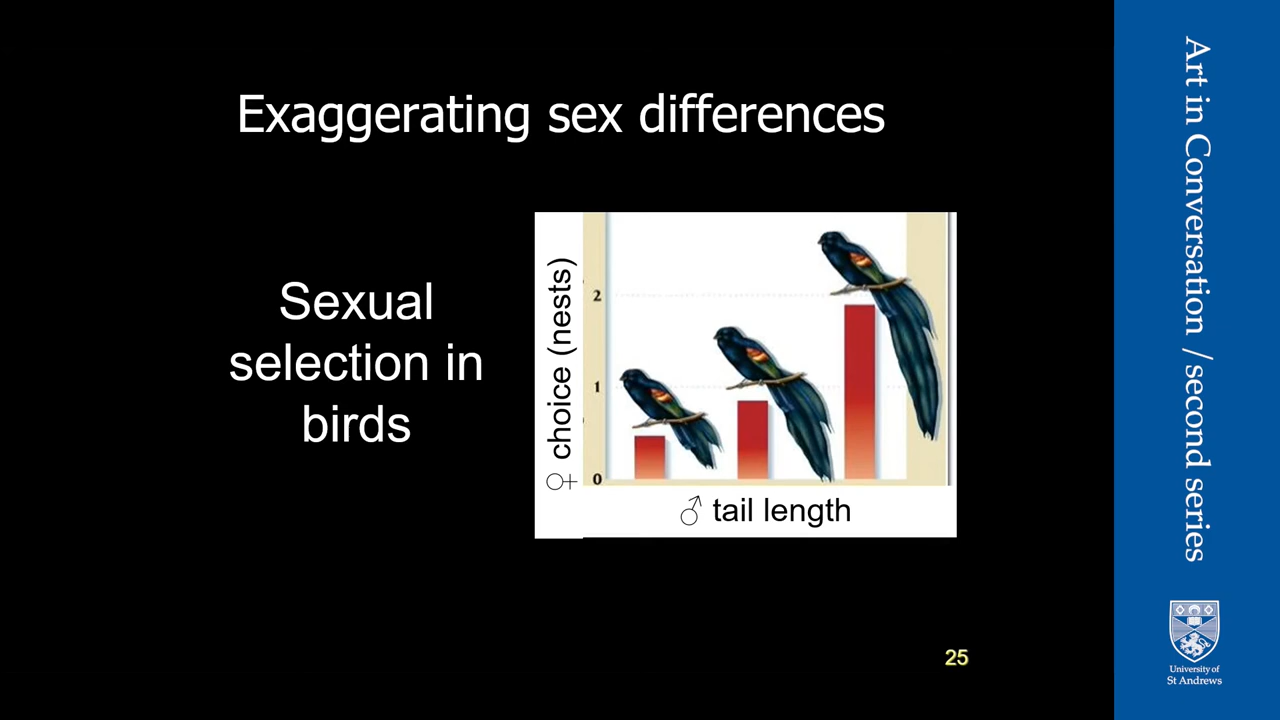 Exaggerating sex differences
Sexual
selection in
birds
♀ choice (nests)
2
1
0
♂ tail length
25
Art in Conversation / second series
University of
St Andrews